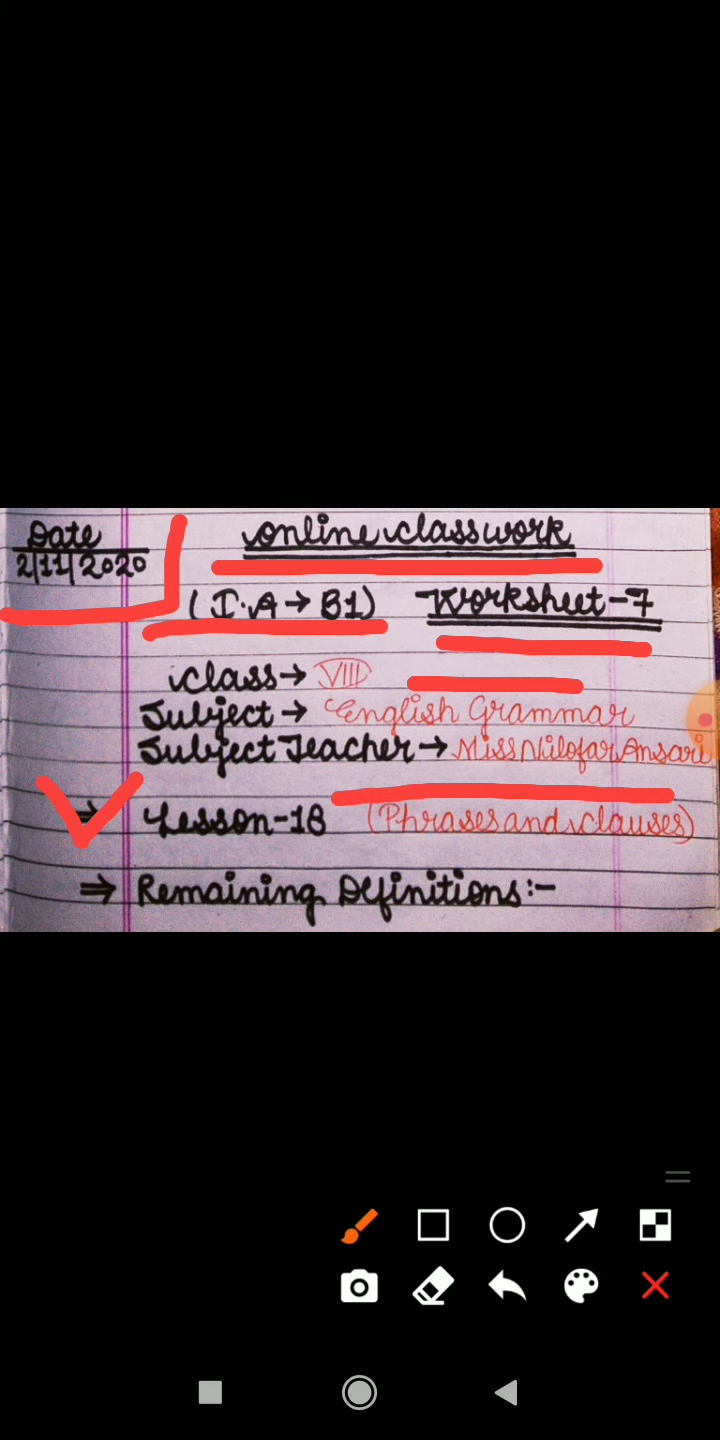 Date
2/11/2020
Online classwork
(I.A → B1) Worksheet-7
Class → VIII
Subject → English Grammar
Subject Teacher → Miss Nilofar Ansari
⇒ Lesson-18 (Phrases and Clauses)
⇒ Remaining Definitions:-